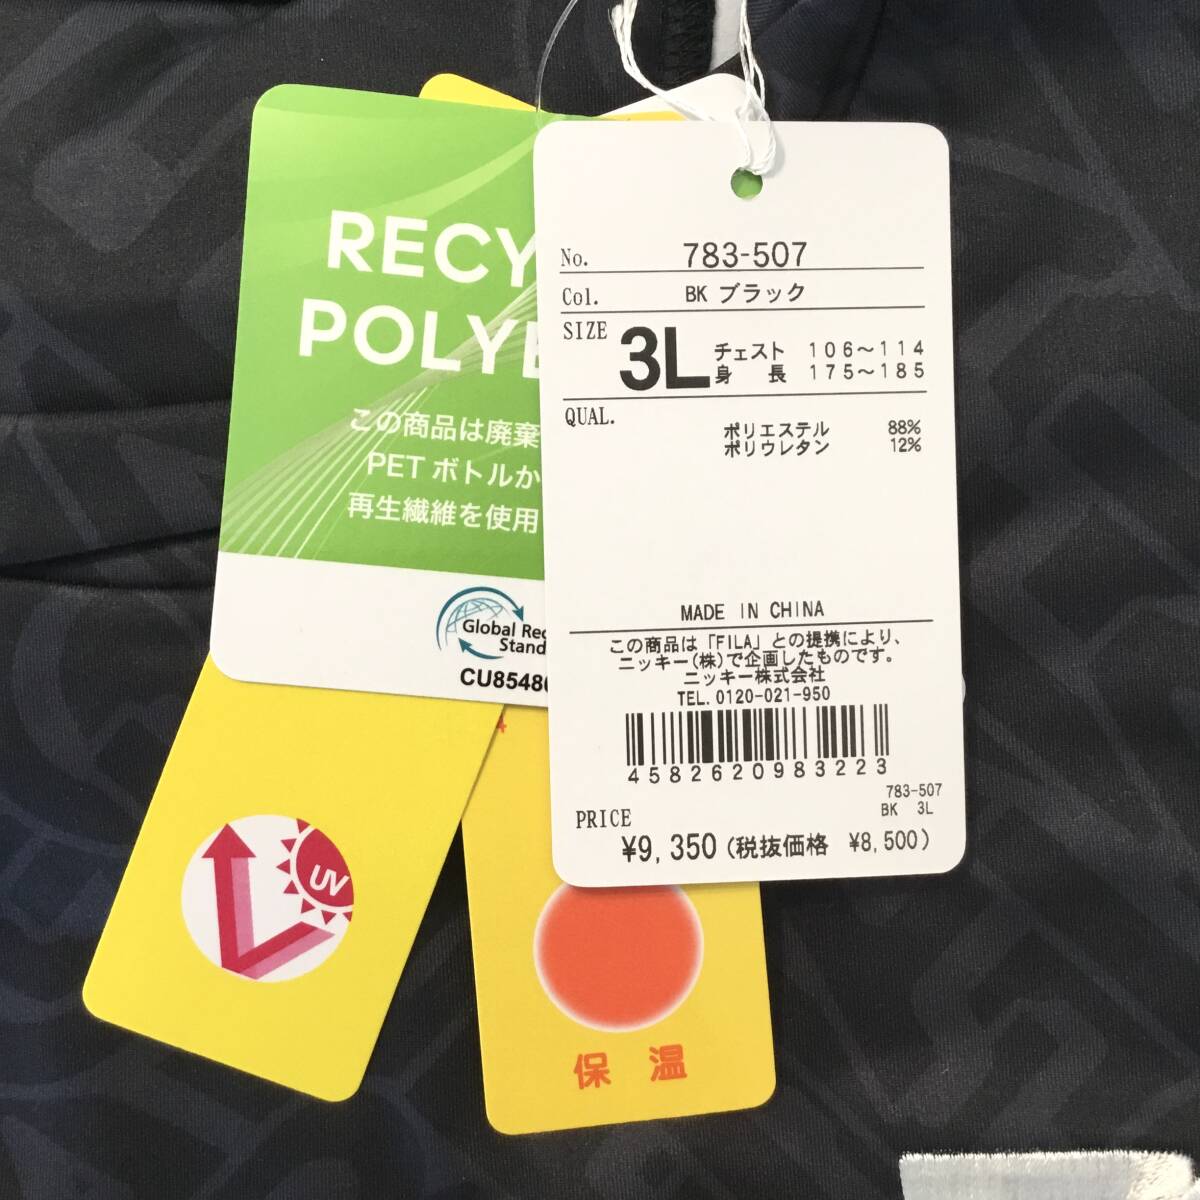 RECY
POLYE
この商品は廃棄
PET ボトルか
再生繊維を使用
Global Rec
Stand
CU85480
No. 783-507
Col. BK ブラック
SIZE 3L チェスト 106～114
身長 175～185
QUAL. ポリエステル 88%
ポリウレタン 12%
MADE IN CHINA
この商品は「FILA」との提携により、
ニッキー(株)で企画したものです。
ニッキー株式会社
TEL. 0120-021-950
4582620983223
783-507
BK 3L
PRICE
¥9,350 (税抜価格 ¥8,500)
UV
保温